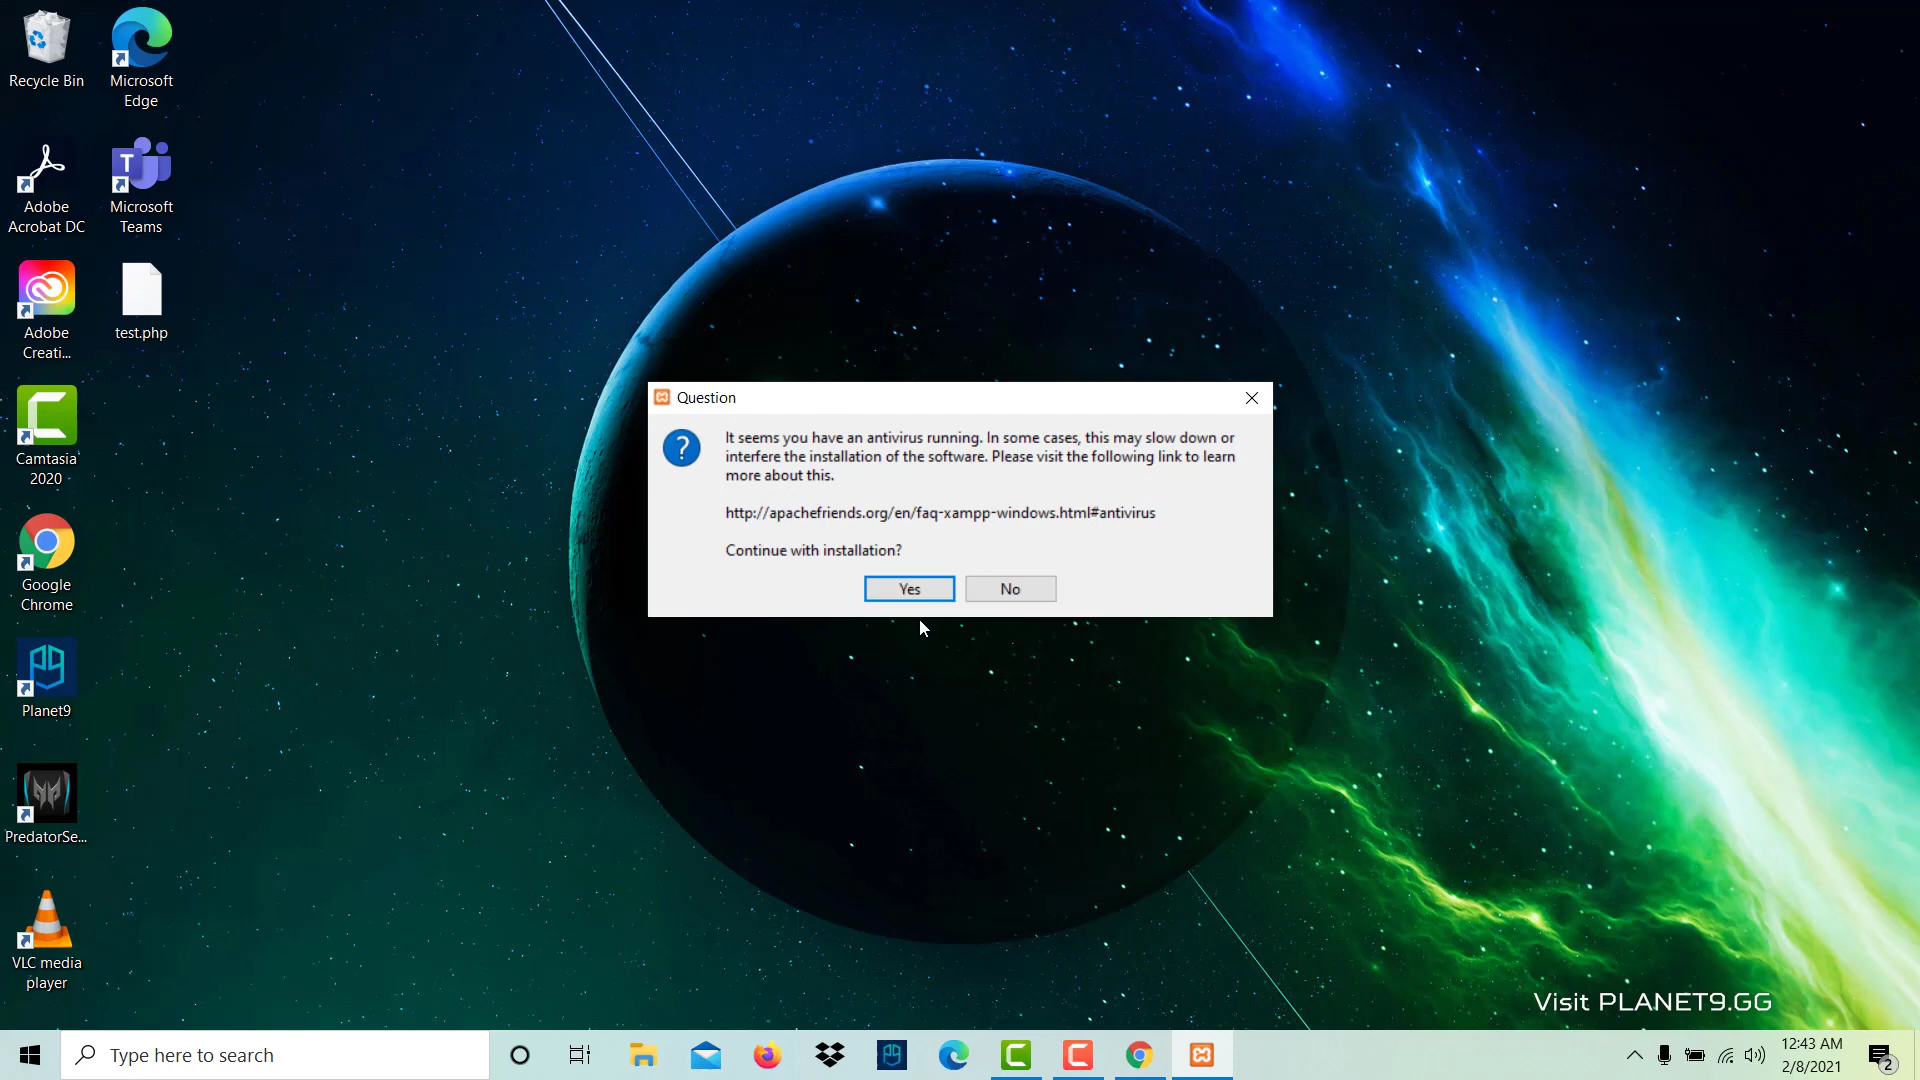 Recycle Bin
Microsoft
Edge
Adobe
Acrobat DC
Microsoft
Teams
Adobe
Creati...
test.php
Camtasia
2020
Google
Chrome
Planet9
PredatorSe...
VLC media
player
Question
It seems you have an antivirus running. In some cases, this may slow down or
interfere the installation of the software. Please visit the following link to learn
more about this.
http://apachefriends.org/en/faq-xampp-windows.html#antivirus
Continue with installation?
Yes
No
Visit PLANET9.GG
Type here to search
12:43 AM
2/8/2021
2